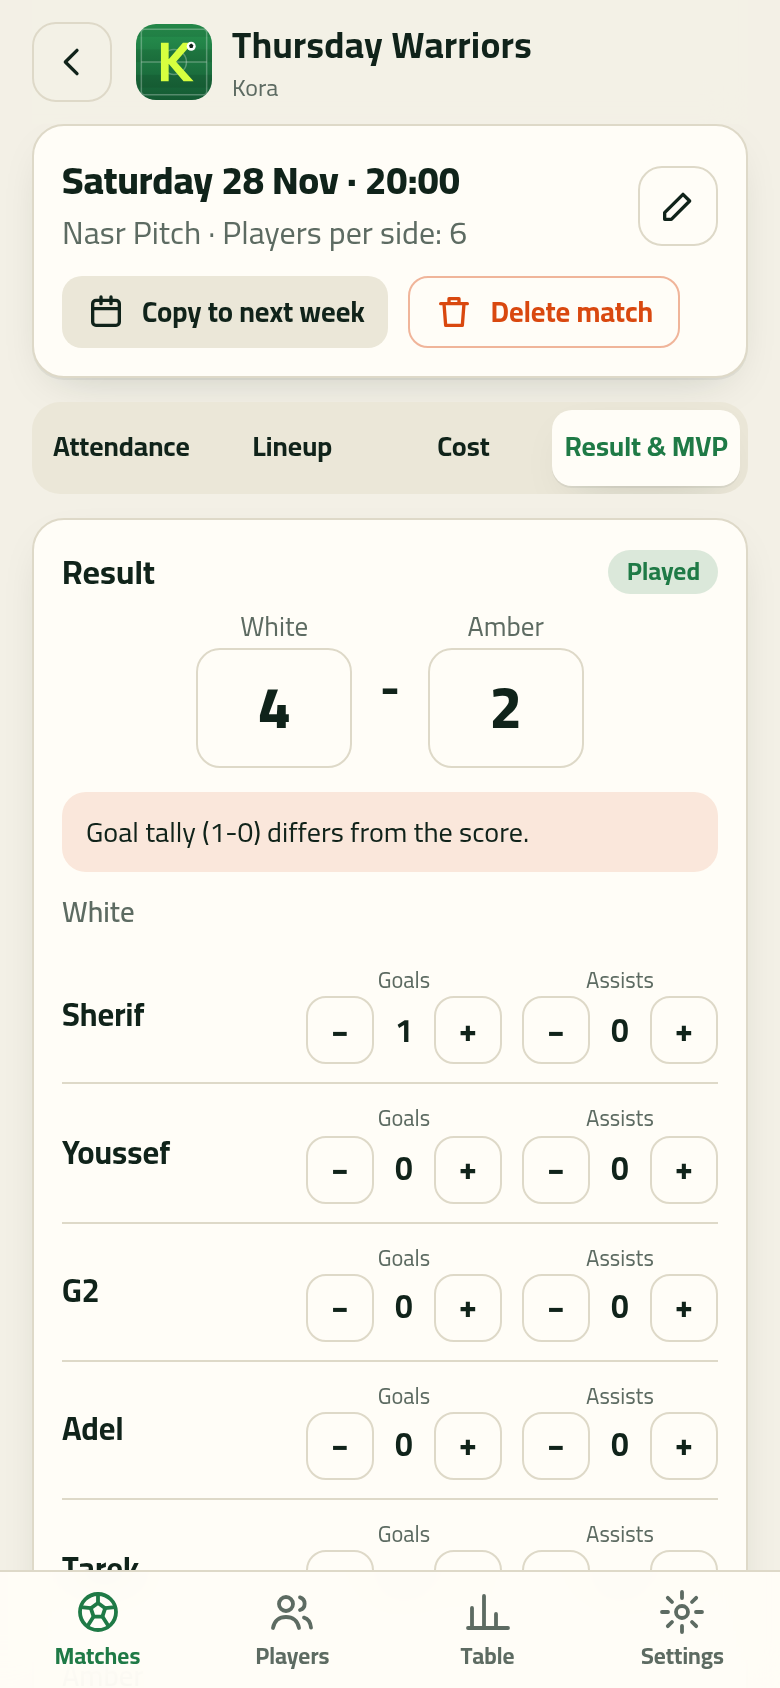 K
Thursday Warriors
Kora
Saturday 28 Nov · 20:00
Nasr Pitch · Players per side: 6
Copy to next week
Delete match
Attendance
Lineup
Cost
Result & MVP
Result
Played
White
Amber
4
-
2
Goal tally (1-0) differs from the score.
White
Goals
Assists
Sherif
− 1 +
− 0 +
Goals
Assists
Youssef
− 0 +
− 0 +
Goals
Assists
G2
− 0 +
− 0 +
Goals
Assists
Adel
− 0 +
− 0 +
Goals
Assists
Tarek
Amber
Matches
Players
Table
Settings